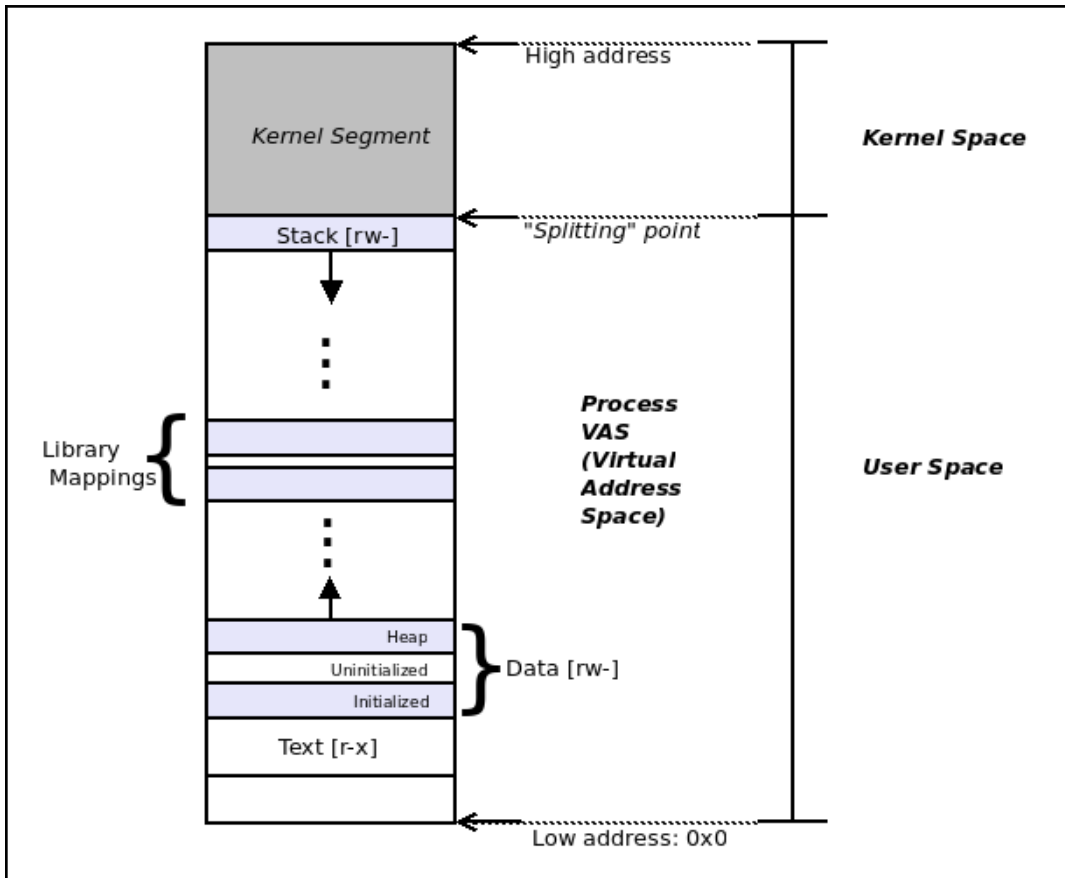 High address
Kernel Segment
Kernel Space
Stack [rw-]
"Splitting" point
Library
Mappings
Process
VAS
(Virtual
Address
Space)
User Space
Heap
Uninitialized
Initialized
Data [rw-]
Text [r-x]
Low address: 0x0